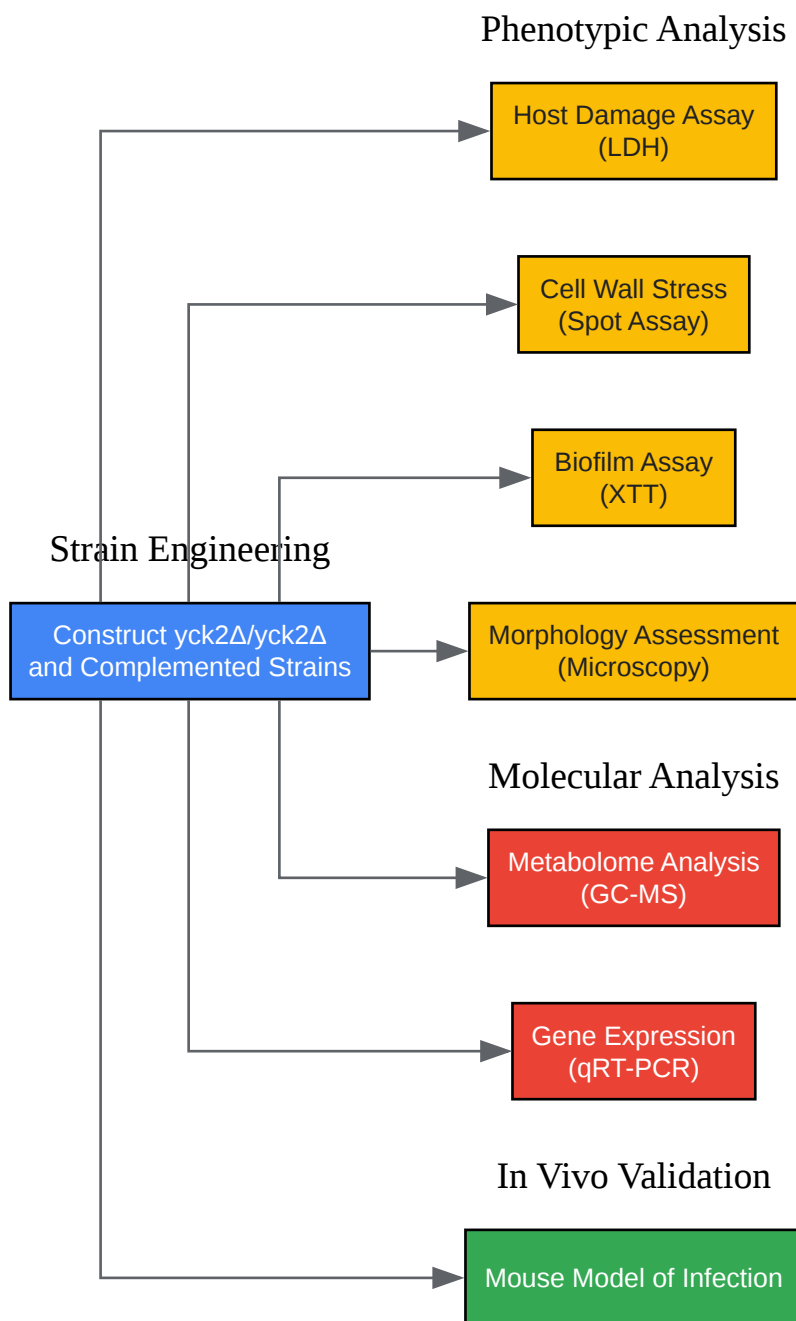 Phenotypic Analysis
Host Damage Assay
(LDH)
Cell Wall Stress
(Spot Assay)
Biofilm Assay
(XTT)
Strain Engineering
Construct yck2Δ/yck2Δ
and Complemented Strains
Morphology Assessment
(Microscopy)
Molecular Analysis
Metabolome Analysis
(GC-MS)
Gene Expression
(qRT-PCR)
In Vivo Validation
Mouse Model of Infection